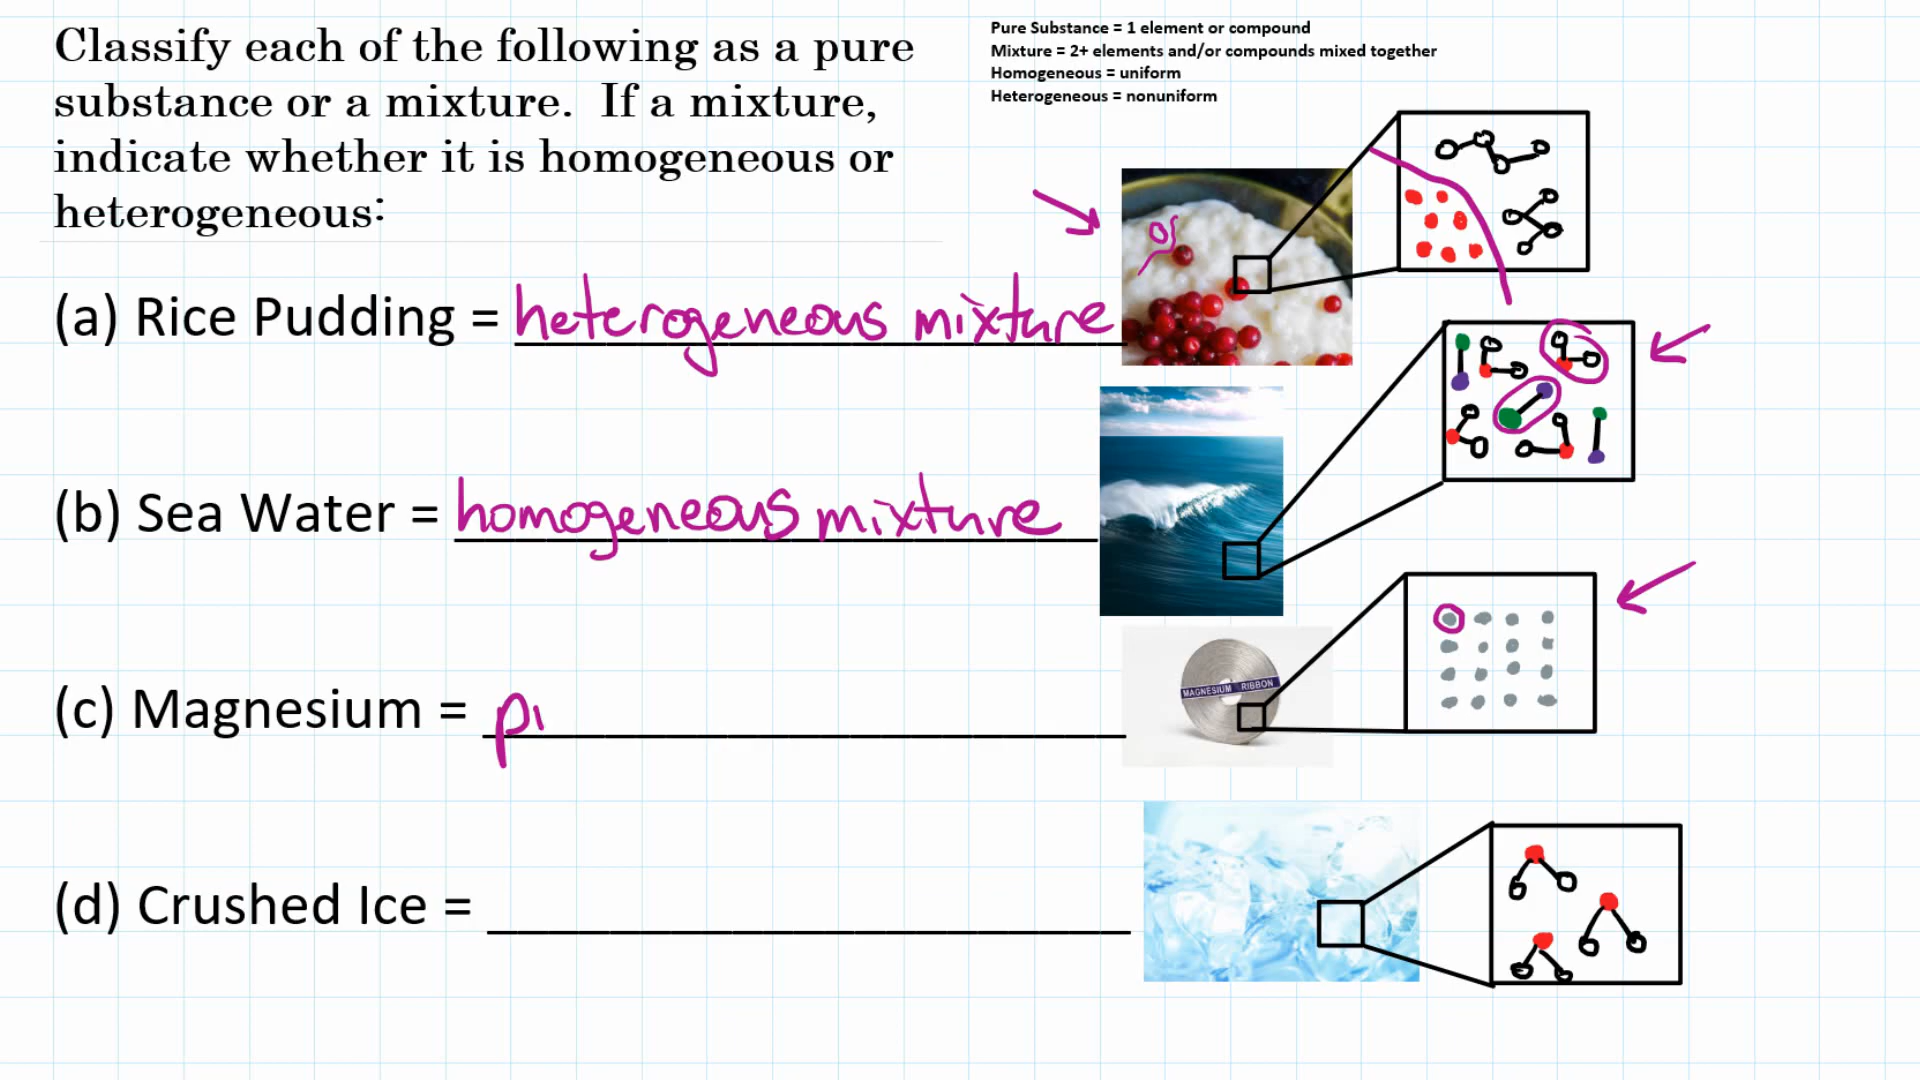 Classify each of the following as a pure
substance or a mixture.  If a mixture,
indicate whether it is homogeneous or
heterogeneous:
Pure Substance = 1 element or compound
Mixture = 2+ elements and/or compounds mixed together
Homogeneous = uniform
Heterogeneous = nonuniform
(a) Rice Pudding = heterogeneous mixture
(b) Sea Water = homogeneous mixture
(c) Magnesium = p
MAGNESIUM RIBBON
(d) Crushed Ice =